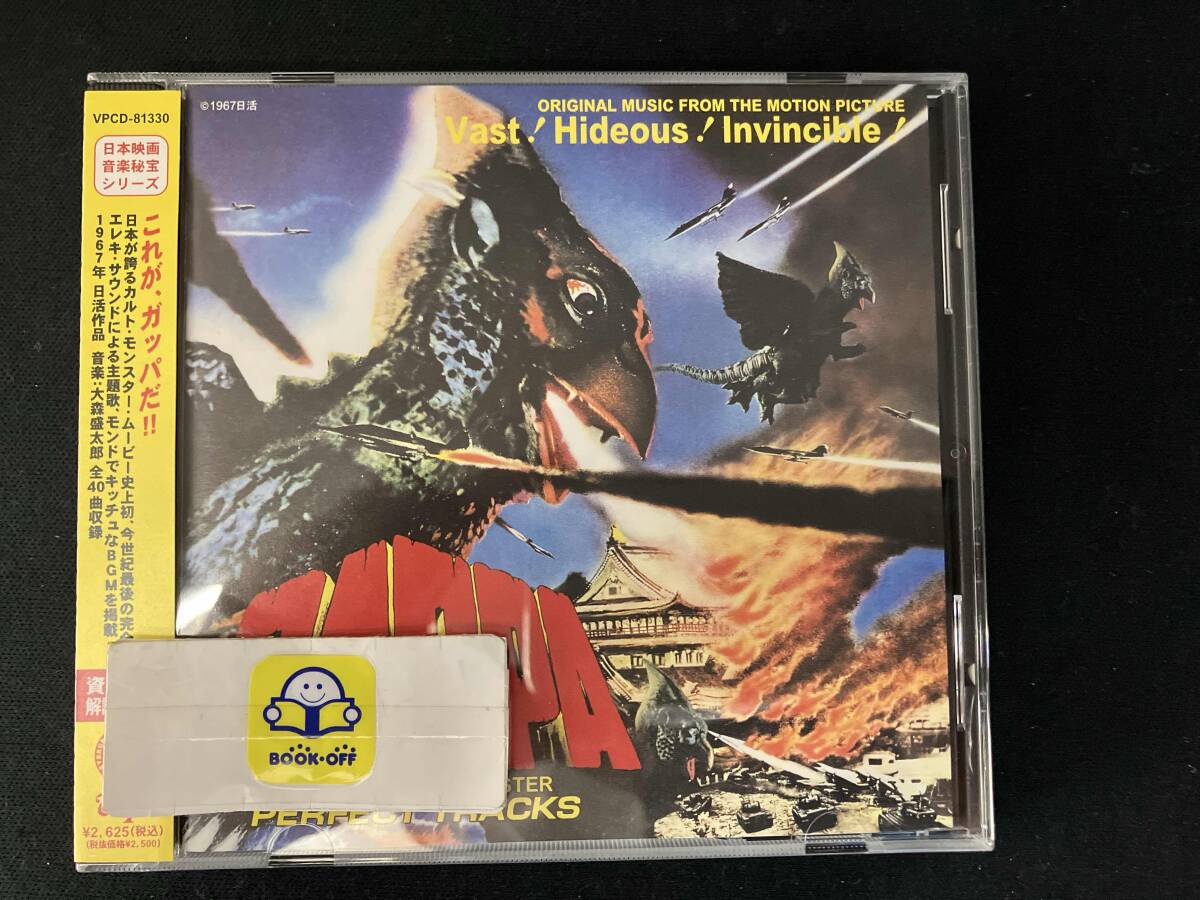 VPCD-81330
日本映画
音楽秘宝
シリーズ
これが、ガッパだ!!
日本が誇るカルト・モンスター・ムービー史上初、今世紀最後の完全
エレキ・サウンドによる主題歌、モンドでキッチュなBGMを掲載
1967年 日活作品 音楽:大森盛太郎 全40曲収録
資
解
¥2,625(税込)
(税抜価格¥2,500)
©1967日活
ORIGINAL MUSIC FROM THE MOTION PICTURE
Vast! Hideous! Invincible!
PERFECT TRACKS
BOOK・OFF